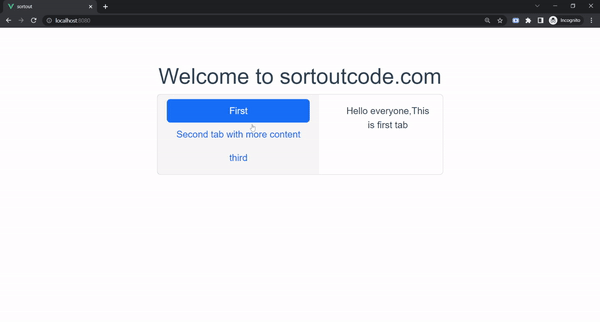 sortout
localhost:8080
Incognito
Welcome to sortoutcode.com
First
Hello everyone,This
is first tab
Second tab with more content
third